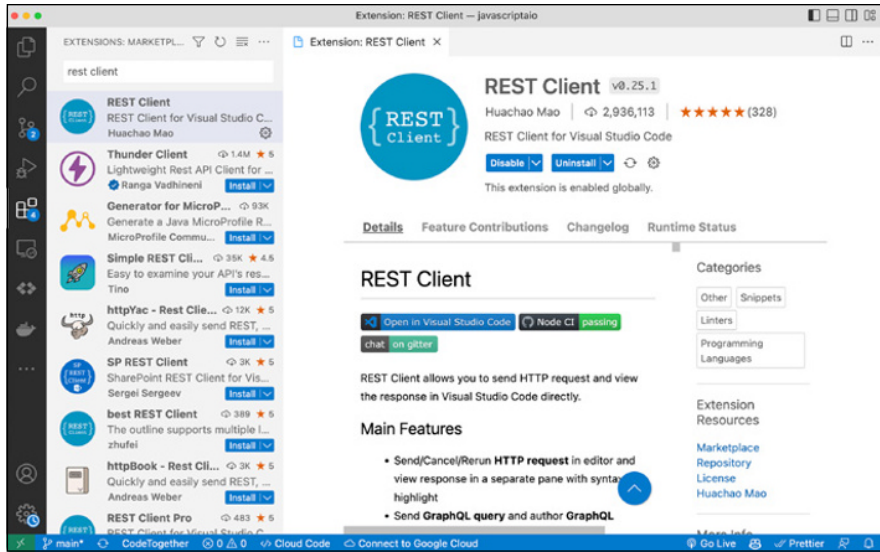 Extension: REST Client — javascriptaio
EXTENSIONS: MARKETPL...
rest client
REST Client
REST Client for Visual Studio C...
Huachao Mao
Thunder Client 1.4M ★ 5
Lightweight Rest API Client for ...
Ranga Vadhineni Install
Generator for MicroP... 93K
Generate a Java MicroProfile R...
MicroProfile Commu... Install
Simple REST Cli... 35K ★ 4.5
Easy to examine your API's res...
Tino Install
httpYac - Rest Clie... 12K ★ 5
Quickly and easily send REST, ...
Andreas Weber Install
SP REST Client 3K ★ 5
SharePoint REST Client for Vis...
Sergei Sergeev Install
best REST Client 389 ★ 5
The outline supports multiple l...
zhufei Install
httpBook - Rest Cli... 3K ★ 5
Quickly and easily send REST, ...
Andreas Weber Install
REST Client Pro 483 ★ 5
REST Client for Visual Studio C...
Extension: REST Client ×
{REST}
Client
REST Client v0.25.1
Huachao Mao | 2,936,113 | ★★★★★ (328)
REST Client for Visual Studio Code
Disable Uninstall
This extension is enabled globally.
Details Feature Contributions Changelog Runtime Status
REST Client
Open in Visual Studio Code Node CI passing
chat on gitter
REST Client allows you to send HTTP request and view
the response in Visual Studio Code directly.
Main Features
• Send/Cancel/Rerun HTTP request in editor and
view response in a separate pane with syntax
highlight
• Send GraphQL query and author GraphQL
Categories
Other Snippets
Linters
Programming
Languages
Extension
Resources
Marketplace
Repository
License
Huachao Mao
More Info
main* CodeTogether 0 0 Cloud Code Connect to Google Cloud Go Live Prettier